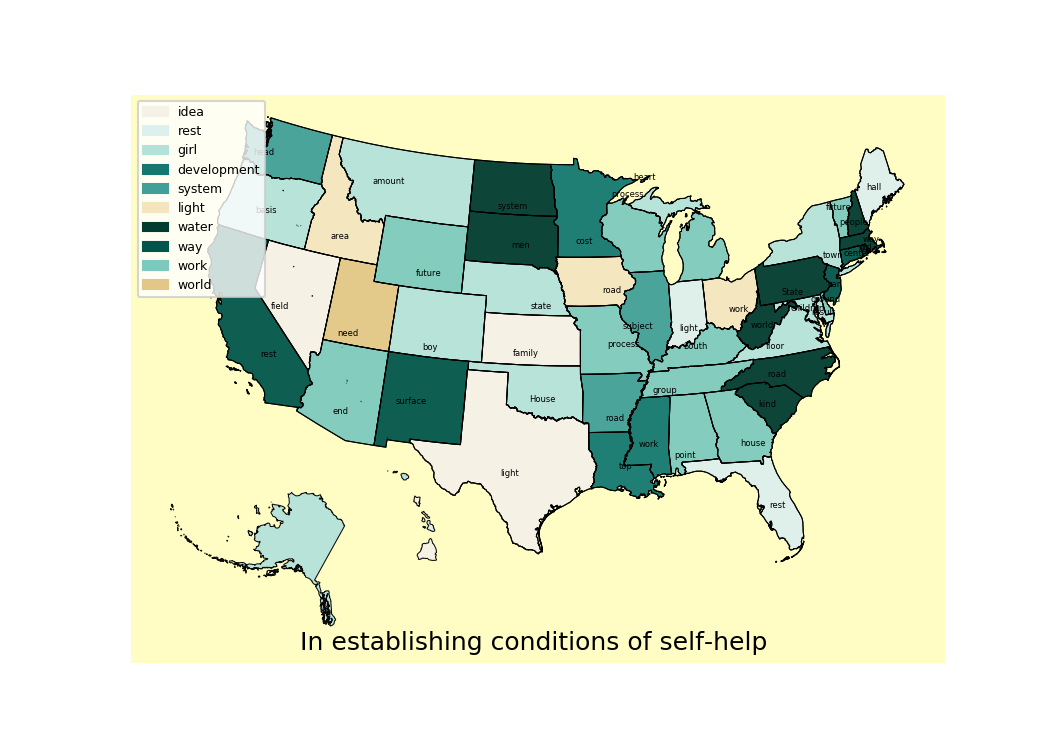 idea
rest
girl
development
system
light
water
way
work
world
head
basis
amount
area
field
need
future
rest
end
surface
boy
system
men
state
family
House
light
cost
road
process
road
work
top
process
heart
subject
light
work
south
group
point
house
rest
floor
road
kind
world
State
town
future
people
hall
In establishing conditions of self-help